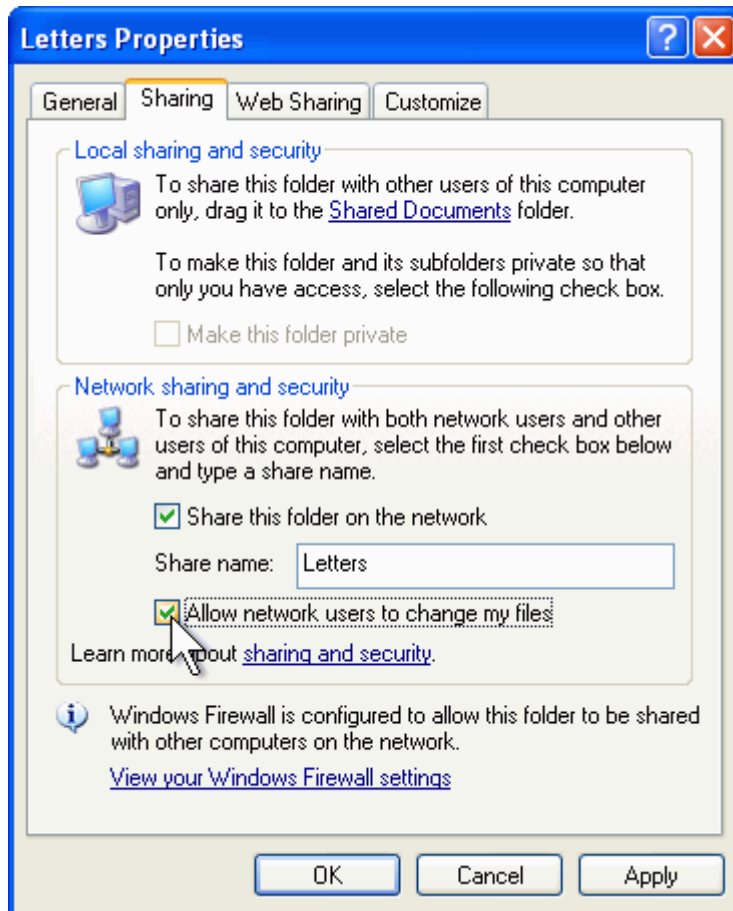 Letters Properties
General Sharing Web Sharing Customize
Local sharing and security
To share this folder with other users of this computer
only, drag it to the Shared Documents folder.
To make this folder and its subfolders private so that
only you have access, select the following check box.
Make this folder private
Network sharing and security
To share this folder with both network users and other
users of this computer, select the first check box below
and type a share name.
Share this folder on the network
Share name: Letters
Allow network users to change my files
Learn more about sharing and security.
Windows Firewall is configured to allow this folder to be shared
with other computers on the network.
View your Windows Firewall settings
OK Cancel Apply